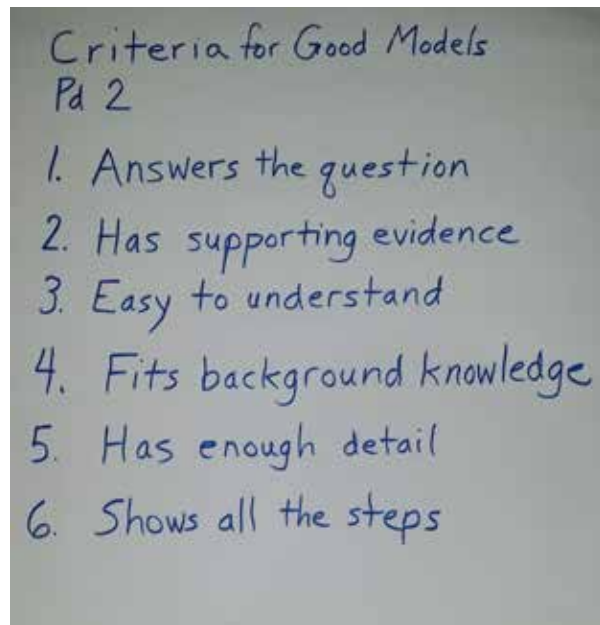 Criteria for Good Models
Pd 2
1. Answers the question
2. Has supporting evidence
3. Easy to understand
4. Fits background knowledge
5. Has enough detail
6. Shows all the steps